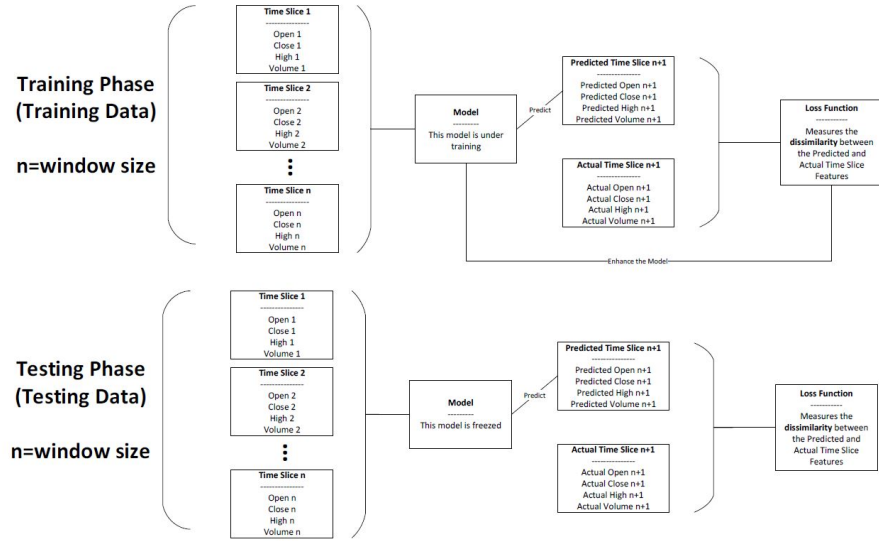 Training Phase
(Training Data)
n=window size
Time Slice 1
---------------
Open 1
Close 1
High 1
Volume 1
Time Slice 2
---------------
Open 2
Close 2
High 2
Volume 2
Time Slice n
---------------
Open n
Close n
High n
Volume n
Model
---------
This model is under
training
Predict
Predicted Time Slice n+1
---------------
Predicted Open n+1
Predicted Close n+1
Predicted High n+1
Predicted Volume n+1
Actual Time Slice n+1
---------------
Actual Open n+1
Actual Close n+1
Actual High n+1
Actual Volume n+1
Loss Function
-----------
Measures the
dissimilarity between
the Predicted and
Actual Time Slice
Features
Enhance the Model
Testing Phase
(Testing Data)
n=window size
Time Slice 1
---------------
Open 1
Close 1
High 1
Volume 1
Time Slice 2
---------------
Open 2
Close 2
High 2
Volume 2
Time Slice n
---------------
Open n
Close n
High n
Volume n
Model
---------
This model is freezed
Predict
Predicted Time Slice n+1
---------------
Predicted Open n+1
Predicted Close n+1
Predicted High n+1
Predicted Volume n+1
Actual Time Slice n+1
---------------
Actual Open n+1
Actual Close n+1
Actual High n+1
Actual Volume n+1
Loss Function
-----------
Measures the
dissimilarity between
the Predicted and
Actual Time Slice
Features